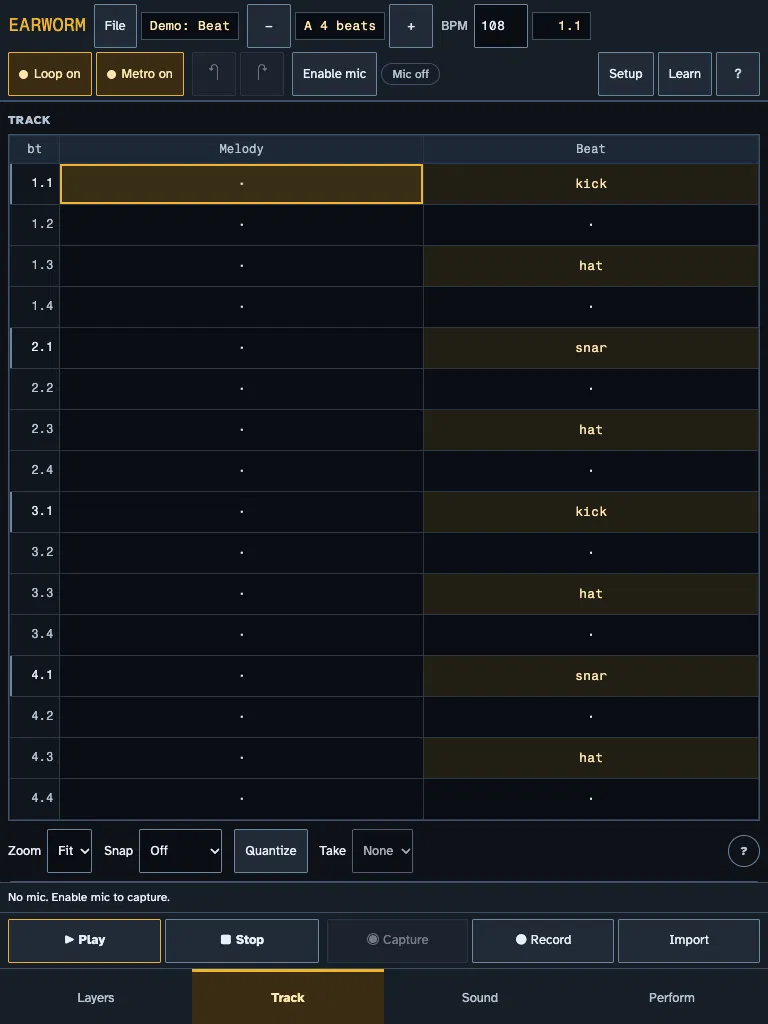 EARWORM File Demo: Beat – A 4 beats + BPM 108 1.1
● Loop on ● Metro on Enable mic Mic off Setup Learn ?
TRACK
bt Melody Beat
1.1 · kick
1.2 · ·
1.3 · hat
1.4 · ·
2.1 · snar
2.2 · ·
2.3 · hat
2.4 · ·
3.1 · kick
3.2 · ·
3.3 · hat
3.4 · ·
4.1 · snar
4.2 · ·
4.3 · hat
4.4 · ·
Zoom Fit Snap Off Quantize Take None ?
No mic. Enable mic to capture.
▶ Play ■ Stop ◉ Capture ● Record Import
Layers Track Sound Perform